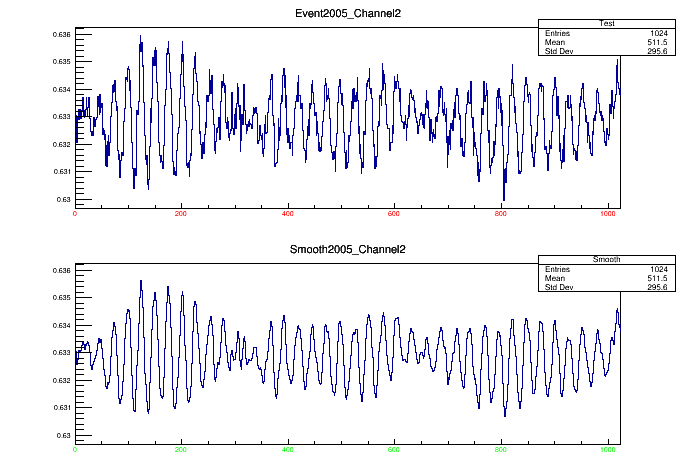 Event2005_Channel2
Test
Entries 1024
Mean 511.5
Std Dev 295.6
0.636
0.635
0.634
0.633
0.632
0.631
0.63
0 200 400 600 800 1000
Smooth2005_Channel2
Smooth
Entries 1024
Mean 511.5
Std Dev 295.6
0.636
0.635
0.634
0.633
0.632
0.631
0.63
0 200 400 600 800 1000